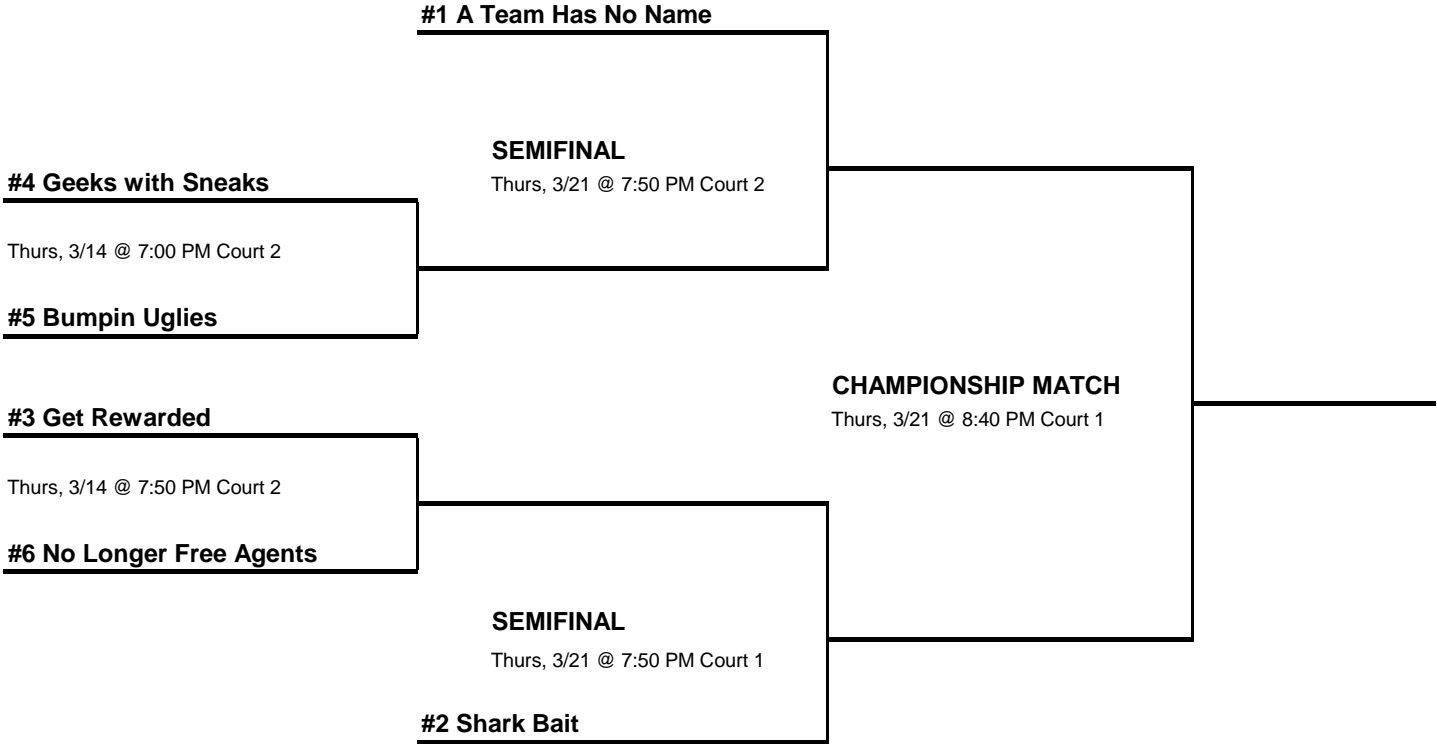 #1 A Team Has No Name
SEMIFINAL
#4 Geeks with Sneaks
Thurs, 3/21 @ 7:50 PM Court 2
Thurs, 3/14 @ 7:00 PM Court 2
#5 Bumpin Uglies
CHAMPIONSHIP MATCH
#3 Get Rewarded
Thurs, 3/21 @ 8:40 PM Court 1
Thurs, 3/14 @ 7:50 PM Court 2
#6 No Longer Free Agents
SEMIFINAL
Thurs, 3/21 @ 7:50 PM Court 1
#2 Shark Bait